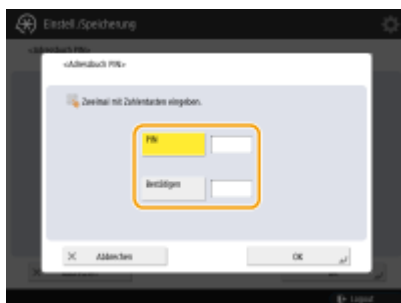 Einstell./Speicherung
<Adressbuch PIN>
<Adressbuch PIN>
Zweimal mit Zahlentasten eingeben.
PIN
Bestätigen
Abbrechen
OK
Logout